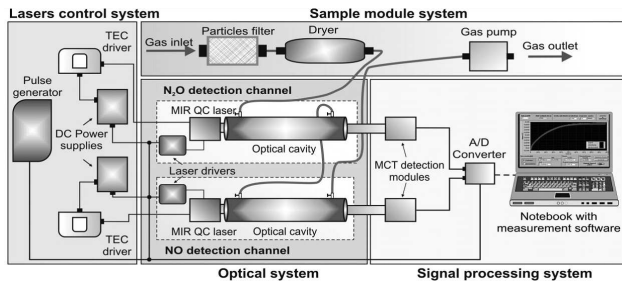 Lasers control system
Sample module system
TEC
driver
Gas inlet
Particles filter
Dryer
Gas pump
Gas outlet
Pulse
generator
DC Power
supplies
N₂O detection channel
MIR QC laser
Optical cavity
Laser drivers
MCT detection
modules
A/D
Converter
Notebook with
measurement software
TEC
driver
MIR QC laser
Optical cavity
NO detection channel
Optical system
Signal processing system